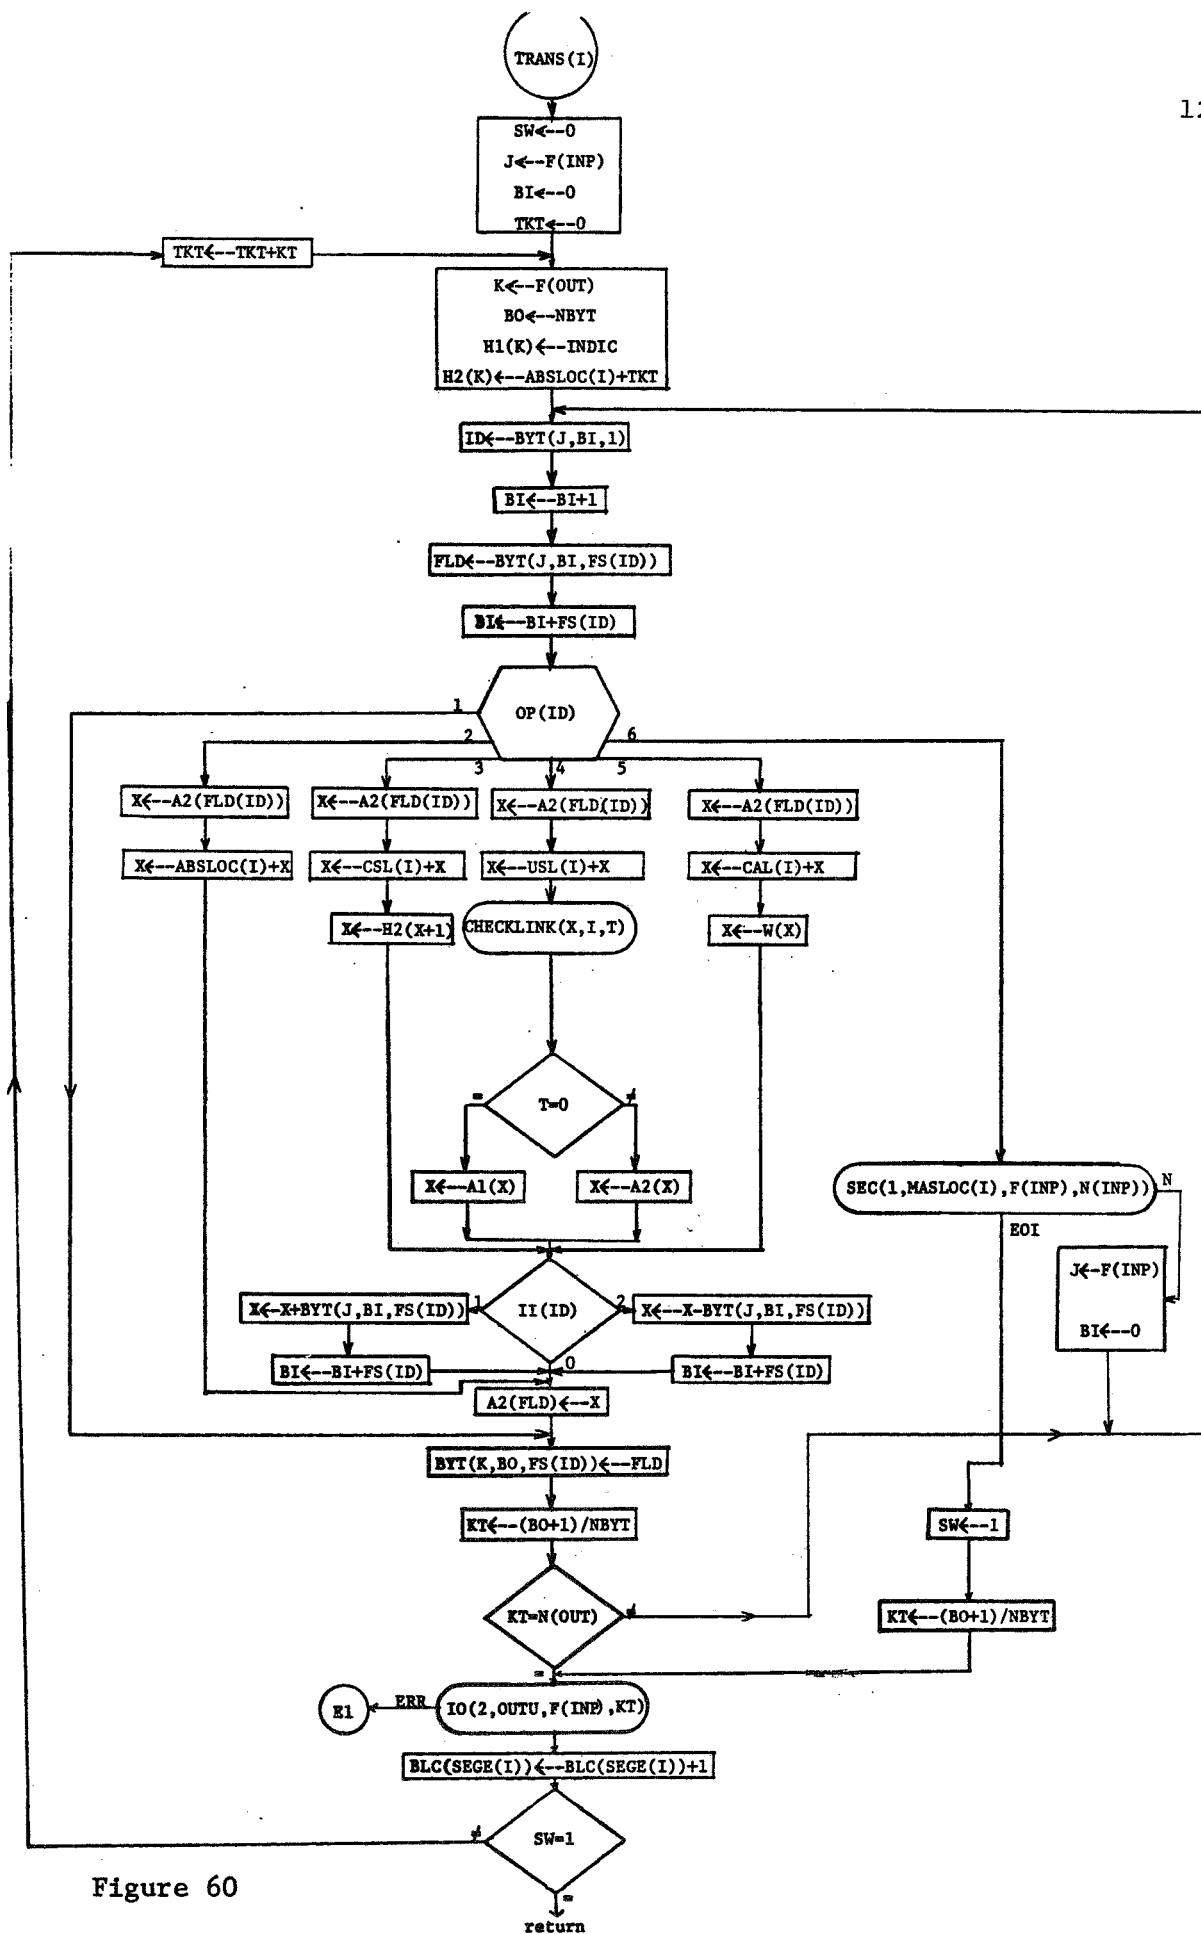 TRANS(I)
12
SW<--0
J<--F(INP)
BI<--0
TKT<--0
TKT<--TKT+KT
K<--F(OUT)
BO<--NBYT
H1(K)<--INDIC
H2(K)<--ABSLOC(I)+TKT
ID<--BYT(J,BI,1)
BI<--BI+1
FLD<--BYT(J,BI,FS(ID))
BI<--BI+FS(ID)
OP(ID)
1
2
3
4
5
6
X<--A2(FLD(ID))
X<--A2(FLD(ID))
X<--A2(FLD(ID))
X<--A2(FLD(ID))
X<--ABSLOC(I)+X
X<--CSL(I)+X
X<--USL(I)+X
X<--CAL(I)+X
X<--H2(X+1)
CHECKLINK(X,I,T)
X<--W(X)
=
T=0
≠
X<--A1(X)
X<--A2(X)
SEC(1,MASLOC(I),F(INP),N(INP))
N
EOI
J<--F(INP)
BI<--0
X<--X+BYT(J,BI,FS(ID))
1
II(ID)
2
X<--X-BYT(J,BI,FS(ID))
BI<--BI+FS(ID)
0
BI<--BI+FS(ID)
A2(FLD)<--X
BYT(K,BO,FS(ID))<--FLD
KT<--(BO+1)/NBYT
SW<--1
KT=N(OUT)
≠
KT<--(BO+1)/NBYT
=
E1
ERR
IO(2,OUTU,F(INP),KT)
BLC(SEGE(I))<--BLC(SEGE(I))+1
≠
SW=1
=
return
Figure 60